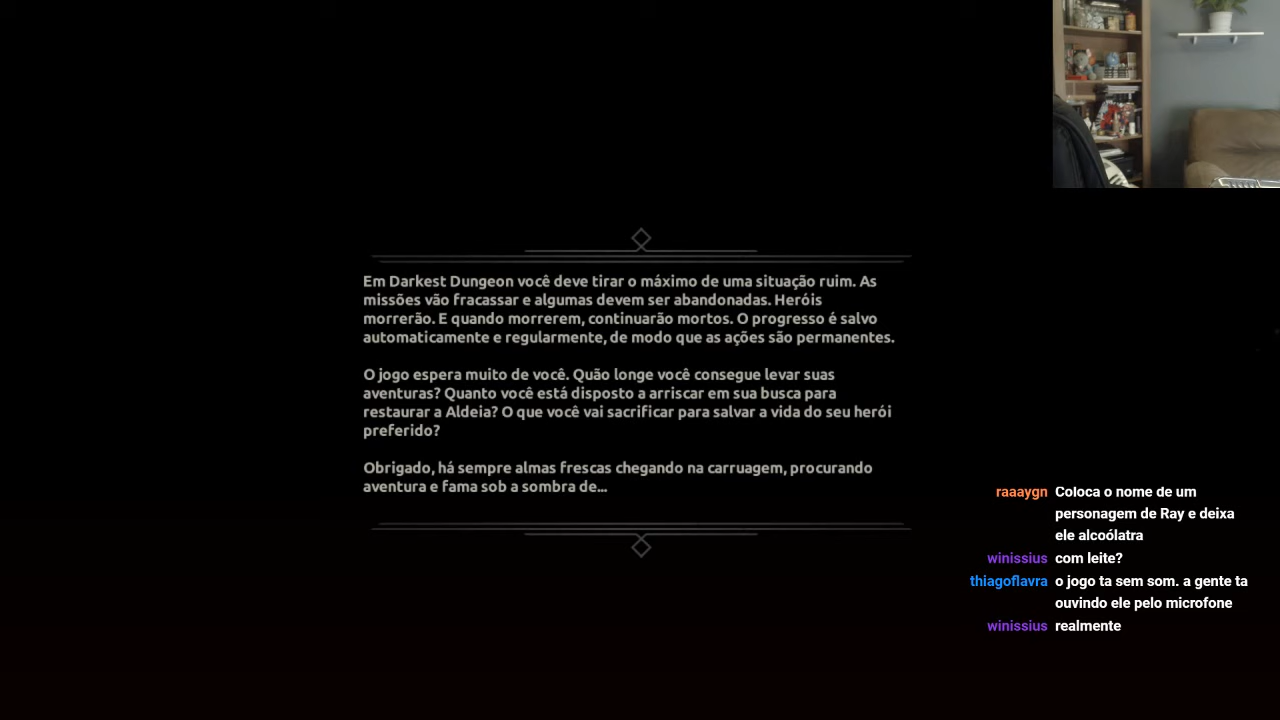 Em Darkest Dungeon você deve tirar o máximo de uma situação ruim. As
missões vão fracassar e algumas devem ser abandonadas. Heróis
morrerão. E quando morrerem, continuarão mortos. O progresso é salvo
automaticamente e regularmente, de modo que as ações são permanentes.
O jogo espera muito de você. Quão longe você consegue levar suas
aventuras? Quanto você está disposto a arriscar em sua busca para
restaurar a Aldeia? O que você vai sacrificar para salvar a vida do seu herói
preferido?
Obrigado, há sempre almas frescas chegando na carruagem, procurando
aventura e fama sob a sombra de...
raaaygn Coloca o nome de um
personagem de Ray e deixa
ele alcoólatra
winissius com leite?
thiagoflavra o jogo ta sem som. a gente ta
ouvindo ele pelo microfone
winissius realmente